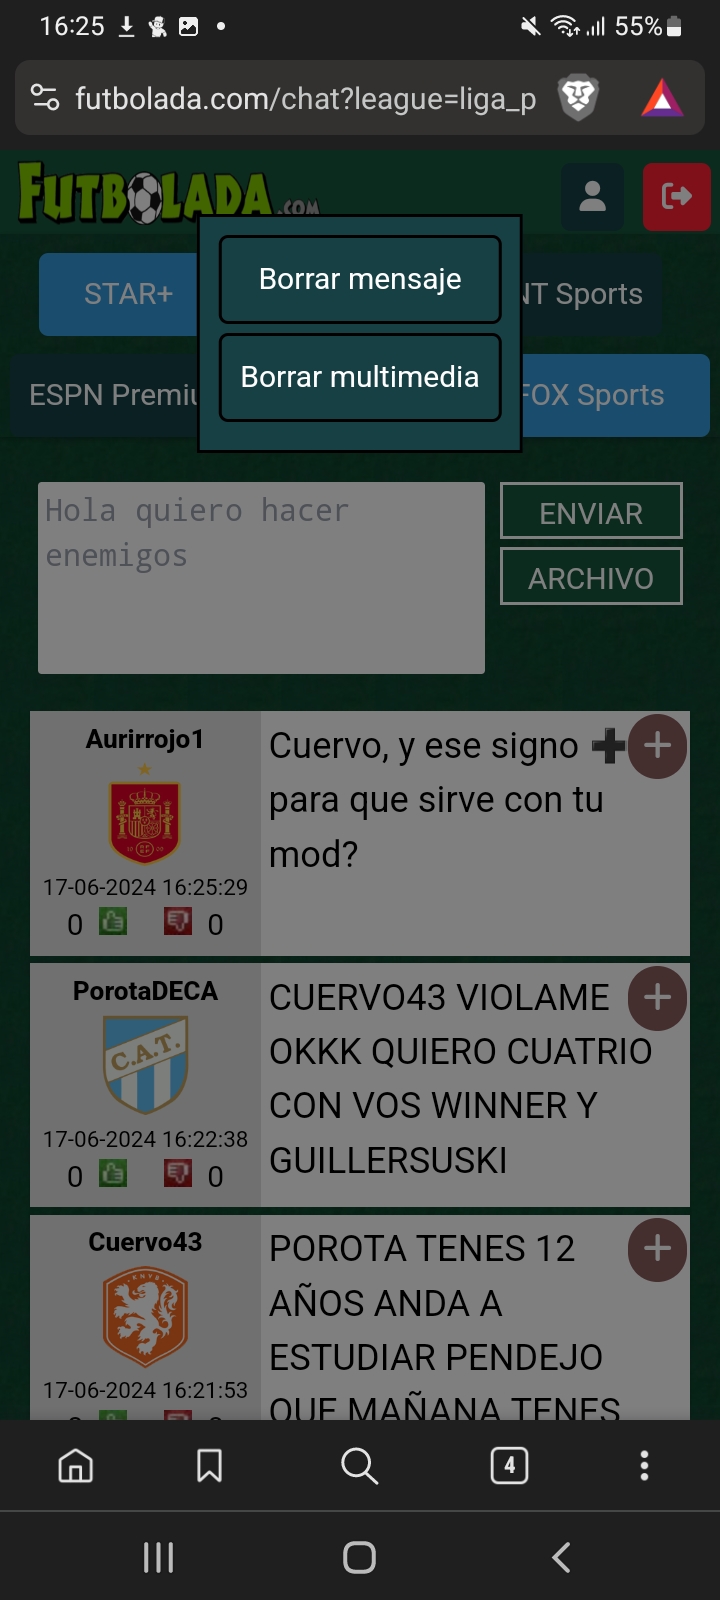 16:25
55%
futbolada.com/chat?league=liga_p
FUTBOLADA.COM
Borrar mensaje
STAR+
NT Sports
Borrar multimedia
ESPN Premiu
FOX Sports
Hola quiero hacer
enemigos
ENVIAR
ARCHIVO
Aurirrojo1
17-06-2024 16:25:29
0 0
Cuervo, y ese signo ➕
para que sirve con tu
mod?
PorotaDECA
C.A.T.
17-06-2024 16:22:38
0 0
CUERVO43 VIOLAME
OKKK QUIERO CUATRIO
CON VOS WINNER Y
GUILLERSUSKI
Cuervo43
KNVB
17-06-2024 16:21:53
POROTA TENES 12
AÑOS ANDA A
ESTUDIAR PENDEJO
QUE MAÑANA TENES
4